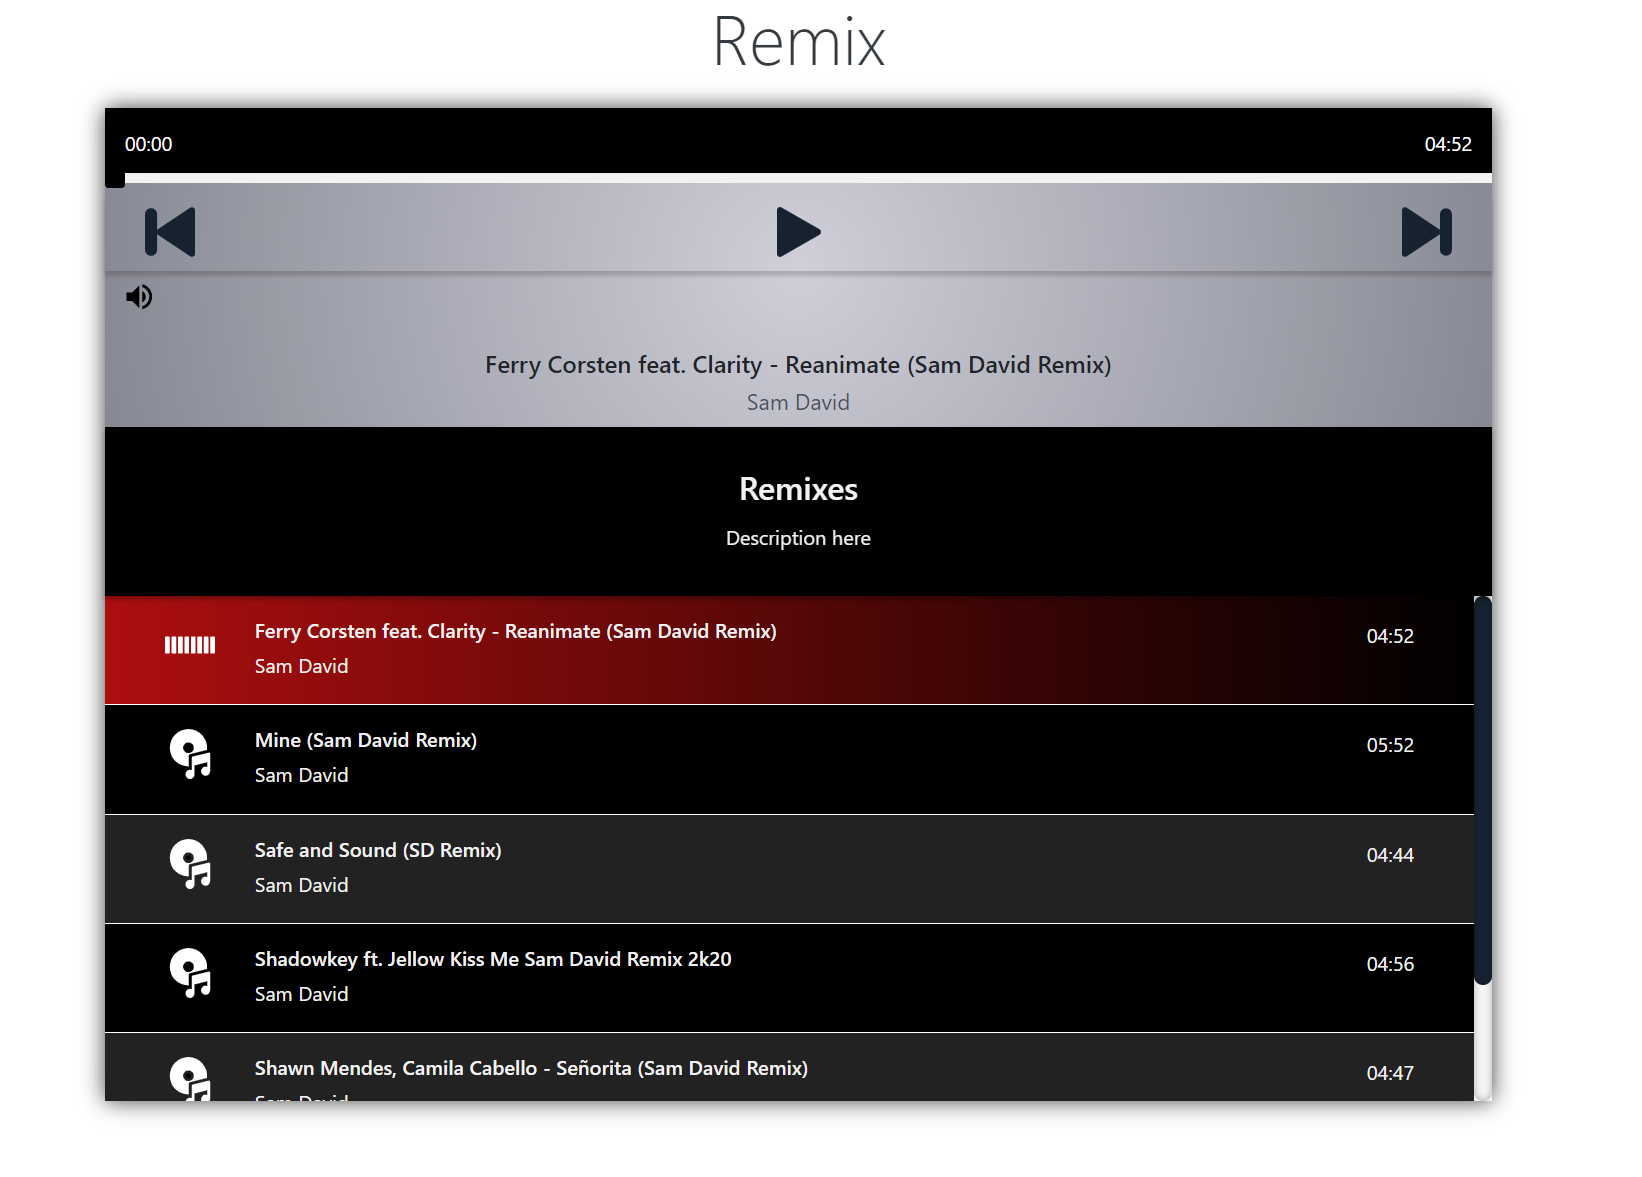 Remix
00:00 04:52
Ferry Corsten feat. Clarity - Reanimate (Sam David Remix)
Sam David
Remixes
Description here
Ferry Corsten feat. Clarity - Reanimate (Sam David Remix) 04:52
Sam David
Mine (Sam David Remix) 05:52
Sam David
Safe and Sound (SD Remix) 04:44
Sam David
Shadowkey ft. Jellow Kiss Me Sam David Remix 2k20 04:56
Sam David
Shawn Mendes, Camila Cabello - Señorita (Sam David Remix) 04:47
Sam David